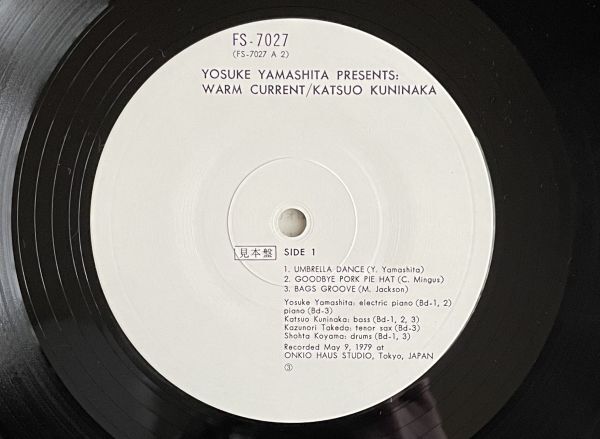 FS-7027
(FS-7027 A 2)
YOSUKE YAMASHITA PRESENTS:
WARM CURRENT/KATSUO KUNINAKA
見本盤 SIDE 1
1. UMBRELLA DANCE (Y. Yamashita)
2. GOODBYE PORK PIE HAT (C. Mingus)
3. BAGS GROOVE (M. Jackson)
Yosuke Yamashita: electric piano (Bd-1, 2)
piano (Bd-3)
Katsuo Kuninaka: bass (Bd-1, 2, 3)
Kazunori Takeda: tenor sax (Bd-3)
Shohta Koyama: drums (Bd-1, 3)
Recorded May 9, 1979 at
ONKIO HAUS STUDIO, Tokyo, JAPAN
③